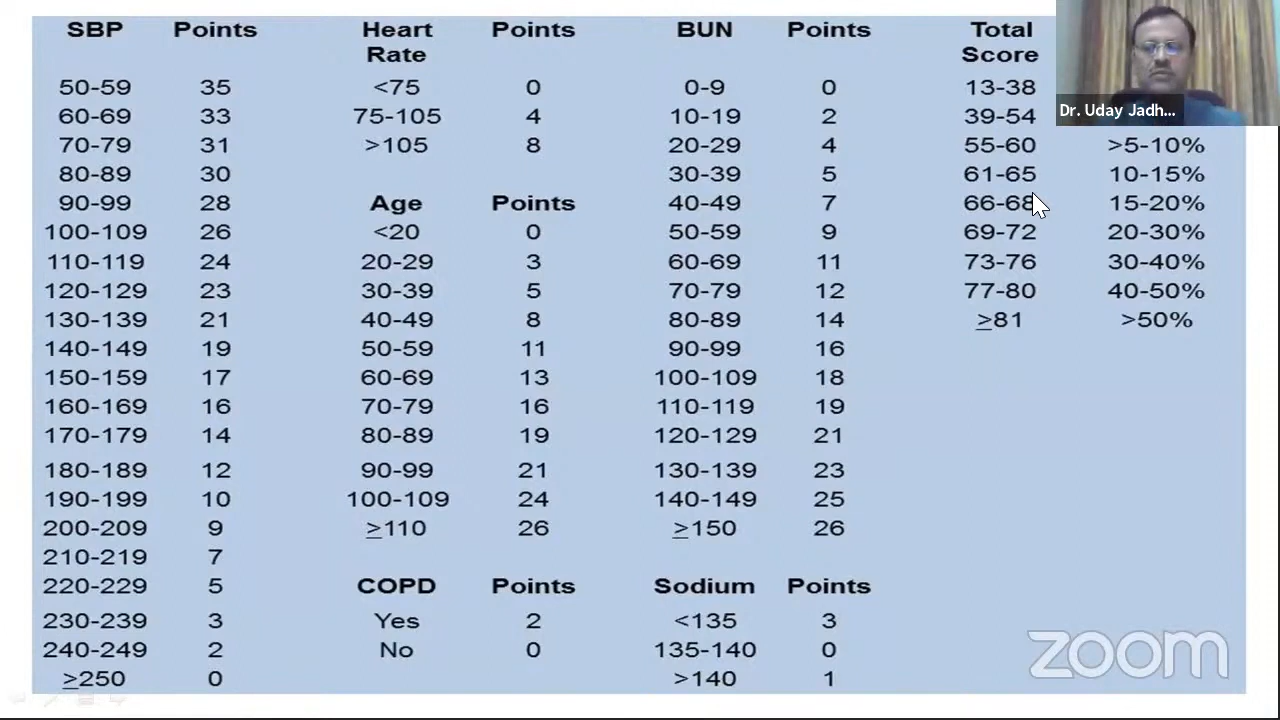 SBP Points Heart Rate Points BUN Points Total Score
50-59 35 <75 0 0-9 0 13-38
60-69 33 75-105 4 10-19 2 39-54
70-79 31 >105 8 20-29 4 55-60 >5-10%
80-89 30 30-39 5 61-65 10-15%
90-99 28 Age Points 40-49 7 66-68 15-20%
100-109 26 <20 0 50-59 9 69-72 20-30%
110-119 24 20-29 3 60-69 11 73-76 30-40%
120-129 23 30-39 5 70-79 12 77-80 40-50%
130-139 21 40-49 8 80-89 14 ≥81 >50%
140-149 19 50-59 11 90-99 16
150-159 17 60-69 13 100-109 18
160-169 16 70-79 16 110-119 19
170-179 14 80-89 19 120-129 21
180-189 12 90-99 21 130-139 23
190-199 10 100-109 24 140-149 25
200-209 9 ≥110 26 ≥150 26
210-219 7
220-229 5 COPD Points Sodium Points
230-239 3 Yes 2 <135 3
240-249 2 No 0 135-140 0
≥250 0 >140 1
Dr. Uday Jadh...
zoom